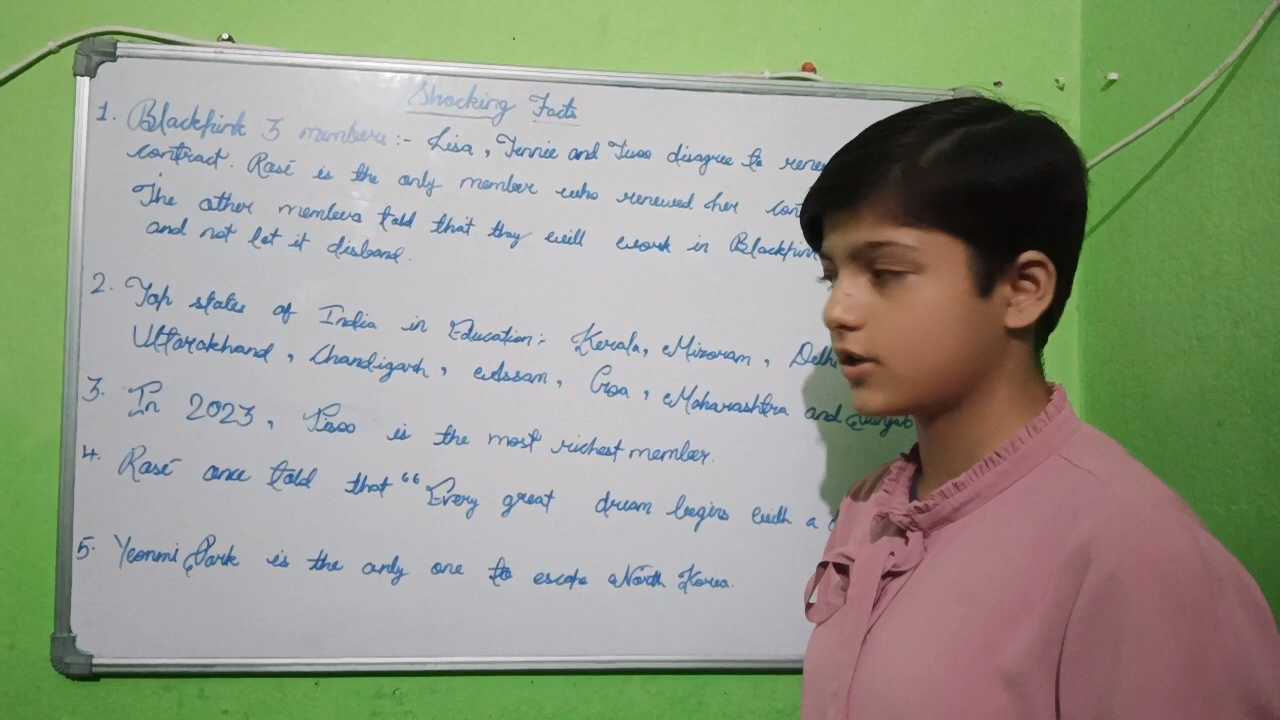 Shocking Facts
1. Blackpink 3 members:- Lisa, Jennie and Jisoo disagree to
contract. Rosé is the only member who renewed her
The other members told that they will work in
and not let it disband.
2. Top states of India in Education: Kerala, Mizoram, Delhi
Uttarakhand, Chandigarh, Assam, Goa, Maharashtra and Punjab
3. In 2023, is the most richest member.
4. Rosé once told that "Every great dream begins with a
5. Yeonmi Park is the only one to escape North Korea.